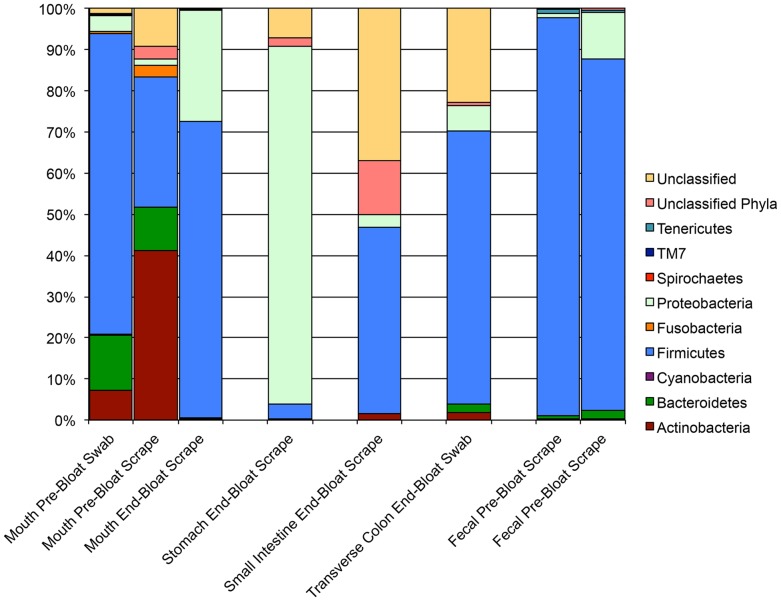 100%
90%
80%
70%
60%
50%
40%
30%
20%
10%
0%
Mouth Pre-Bloat Swab
Mouth Pre-Bloat Scrape
Mouth End-Bloat Scrape
Stomach End-Bloat Scrape
Small Intestine End-Bloat Scrape
Transverse Colon End-Bloat Swab
Fecal Pre-Bloat Scrape
Fecal Pre-Bloat Scrape
Unclassified
Unclassified Phyla
Tenericutes
TM7
Spirochaetes
Proteobacteria
Fusobacteria
Firmicutes
Cyanobacteria
Bacteroidetes
Actinobacteria